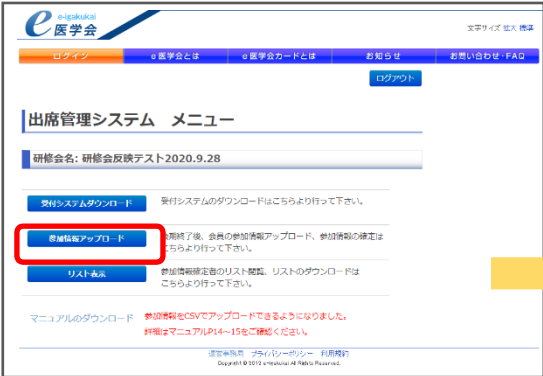 e-igakukai
e医学会
文字サイズ 拡大 標準
ログイン
e医学会とは
e医学会カードとは
お知らせ
お問い合わせ・FAQ
ログアウト
出席管理システム メニュー
研修会名: 研修会反映テスト2020.9.28
受付システムダウンロード
受付システムのダウンロードはこちらより行って下さい。
参加情報アップロード
期終了後、会員の参加情報アップロード、参加情報の確定は
こちらより行って下さい。
リスト表示
参加情報確定者のリスト閲覧、リストのダウンロードは
こちらより行って下さい。
マニュアルのダウンロード
参加情報をCSVでアップロードできるようになりました。
詳細はマニュアルP14～15をご確認ください。
運営事務局 プライバシーポリシー 利用規約
Copyright © 2012 e-igakukai All Rights Reserved.